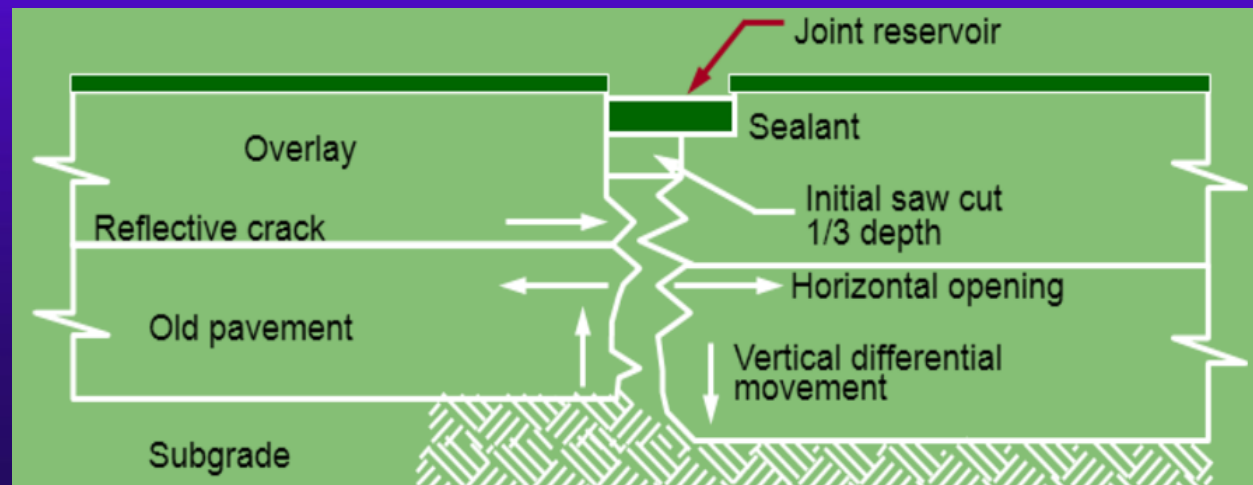 Joint reservoir
Sealant
Overlay
Initial saw cut
1/3 depth
Reflective crack
Horizontal opening
Old pavement
Vertical differential
movement
Subgrade